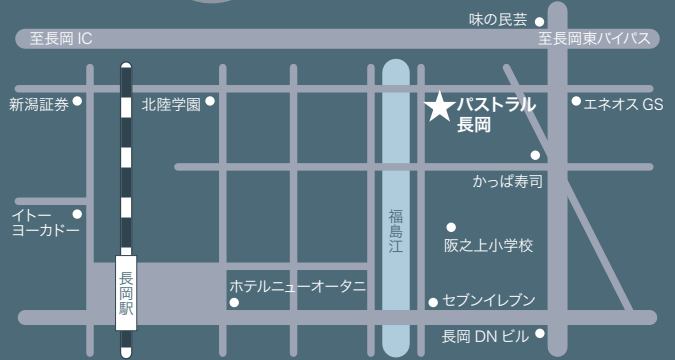 味の民芸
至長岡 IC
至長岡東バイパス
新潟証券
北陸学園
パストラル
長岡
エネオス GS
かっぱ寿司
イトー
ヨーカドー
福島江
阪之上小学校
長岡駅
ホテルニューオータニ
セブンイレブン
長岡 DN ビル